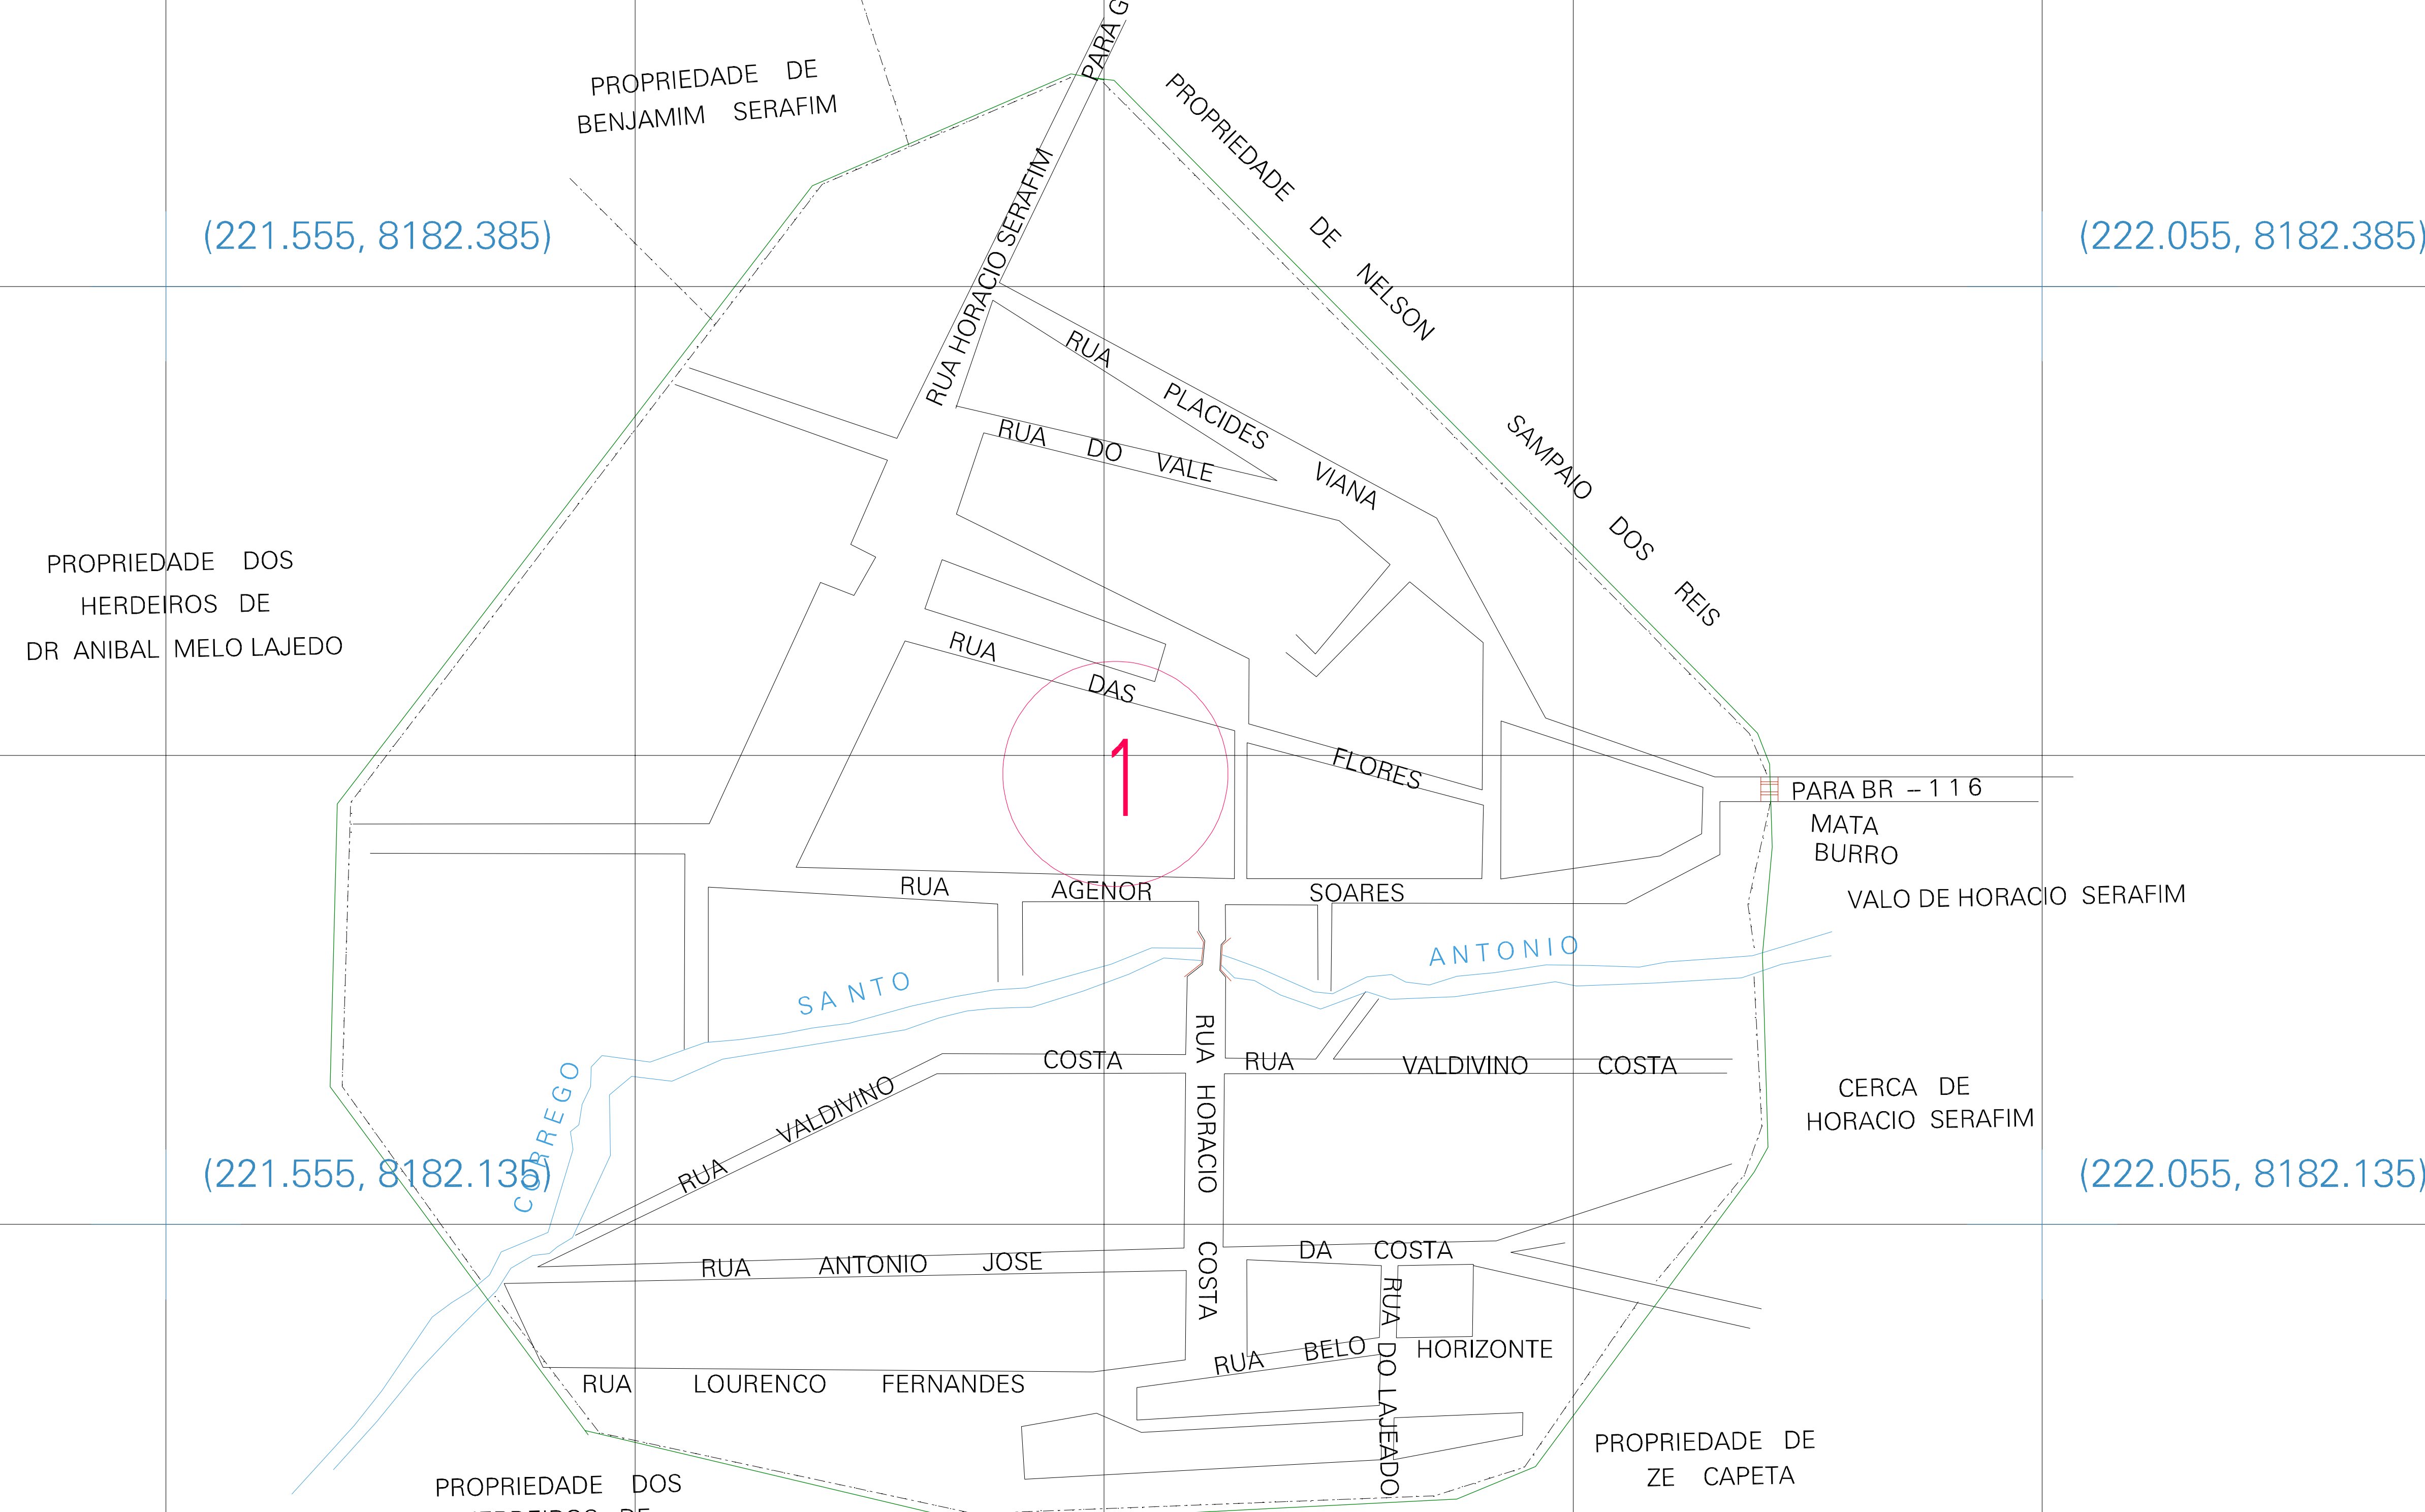 PARA G
PROPRIEDADE DE
BENJAMIM SERAFIM
PROPRIEDADE DE NELSON SAMPAIO DOS REIS
(221.555, 8182.385)
(222.055, 8182.385)
RUA HORACIO SERAFIM
RUA PLACIDES VIANA
RUA DO VALE
PROPRIEDADE DOS
HERDEIROS DE
DR ANIBAL MELO LAJEDO
RUA DAS FLORES
1
PARA BR - 116
MATA
BURRO
VALO DE HORACIO SERAFIM
RUA AGENOR SOARES
CORREGO SANTO ANTONIO
RUA HORACIO COSTA
RUA VALDIVINO COSTA
RUA VALDIVINO COSTA
CERCA DE
HORACIO SERAFIM
(221.555, 8182.135)
(222.055, 8182.135)
RUA ANTONIO JOSE DA COSTA
RUA DO LAJEADO
RUA BELO HORIZONTE
RUA LOURENCO FERNANDES
PROPRIEDADE DE
ZE CAPETA
PROPRIEDADE DOS
HERDEIROS DE